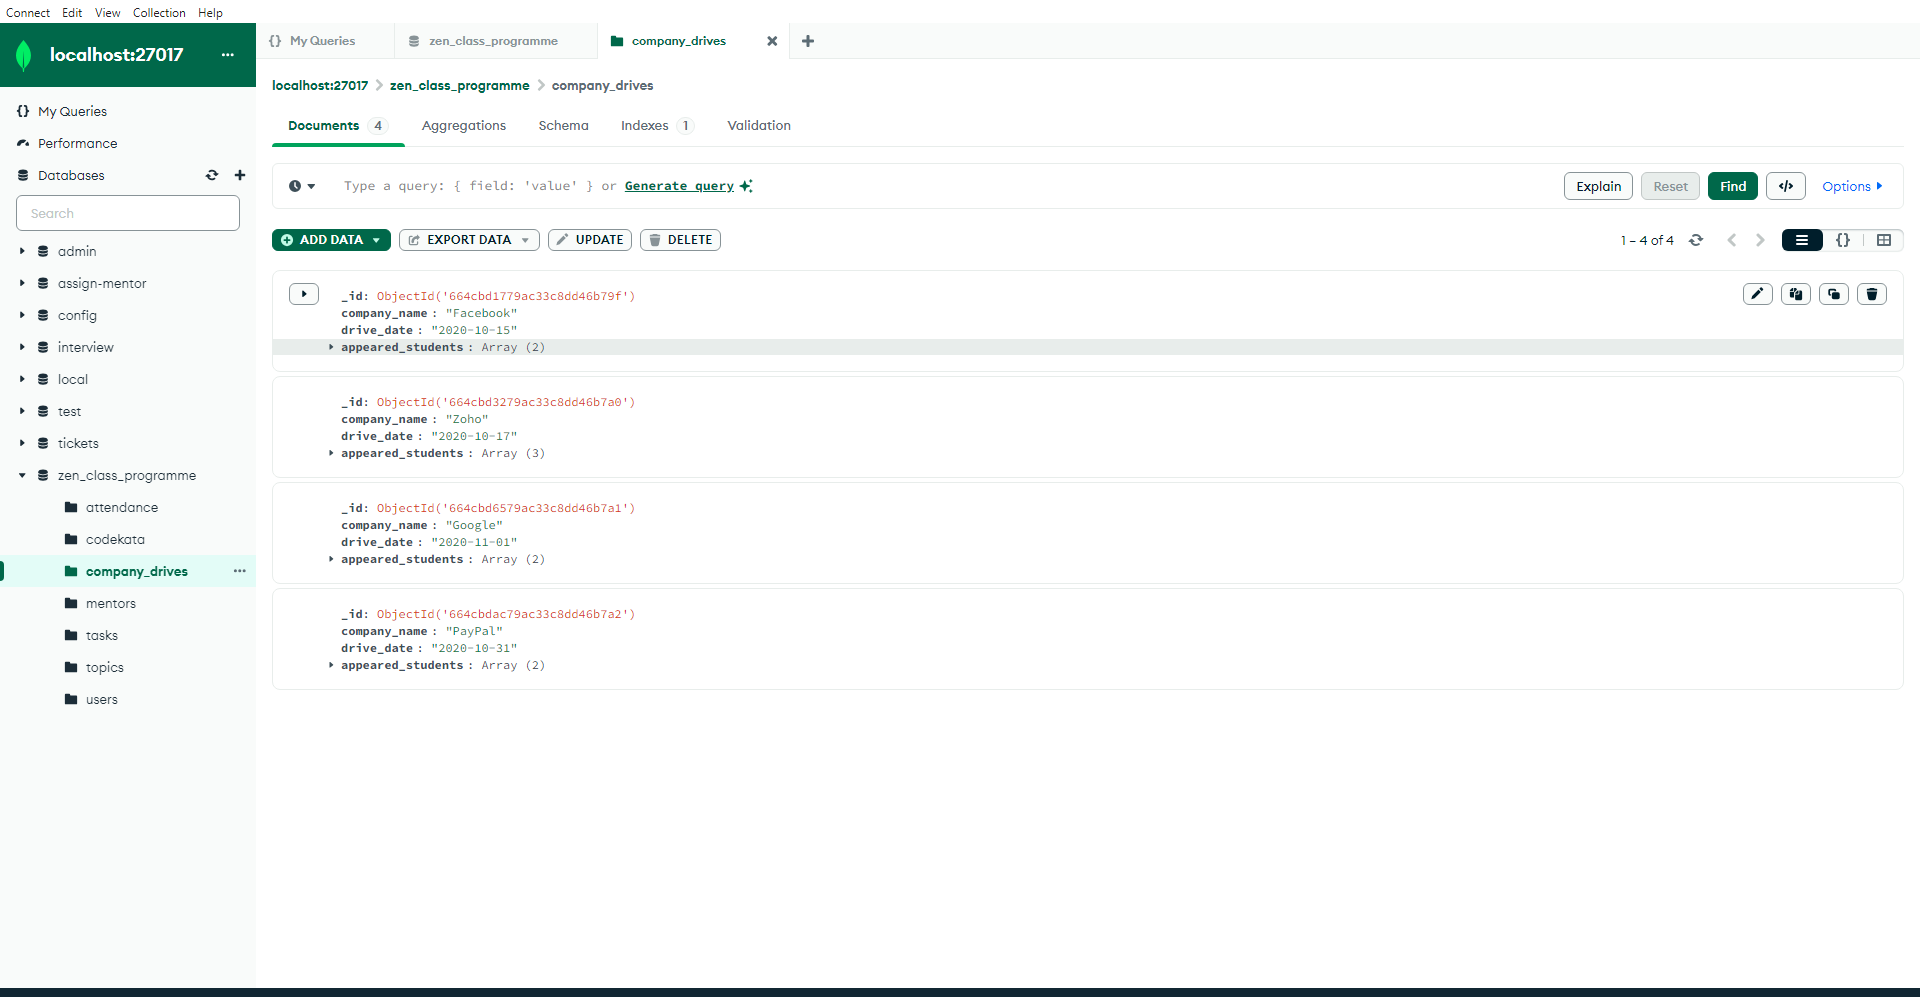 Connect Edit View Collection Help
localhost:27017 ...
My Queries
zen_class_programme
company_drives
localhost:27017 > zen_class_programme > company_drives
{} My Queries
Performance
Databases
Search
admin
assign-mentor
config
interview
local
test
tickets
zen_class_programme
attendance
codekata
company_drives ...
mentors
tasks
topics
users
Documents 4 Aggregations Schema Indexes 1 Validation
Type a query: { field: 'value' } or Generate query
Explain Reset Find </> Options
ADD DATA EXPORT DATA UPDATE DELETE
1 – 4 of 4 {}
_id: ObjectId('664cbd1779ac33c8dd46b79f')
company_name : "Facebook"
drive_date : "2020-10-15"
appeared_students : Array (2)
_id: ObjectId('664cbd3279ac33c8dd46b7a0')
company_name : "Zoho"
drive_date : "2020-10-17"
appeared_students : Array (3)
_id: ObjectId('664cbd6579ac33c8dd46b7a1')
company_name : "Google"
drive_date : "2020-11-01"
appeared_students : Array (2)
_id: ObjectId('664cbdac79ac33c8dd46b7a2')
company_name : "PayPal"
drive_date : "2020-10-31"
appeared_students : Array (2)